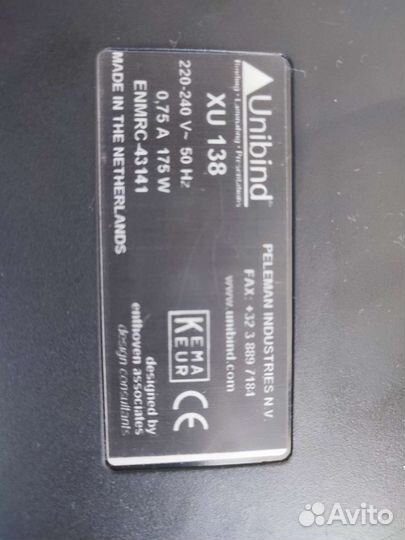 Unibind®
Binding • Laminating • Presentations
XU 138
220-240 V~ 50 Hz
0,75 A 175 W
ENMRC-43141
MADE IN THE NETHERLANDS
PELEMAN INDUSTRIES N.V.
FAX: +32 3 889 7184
www.unibind.com
KEMA
KEUR
CE
designed by
enthoven associates
design consultants
Avito